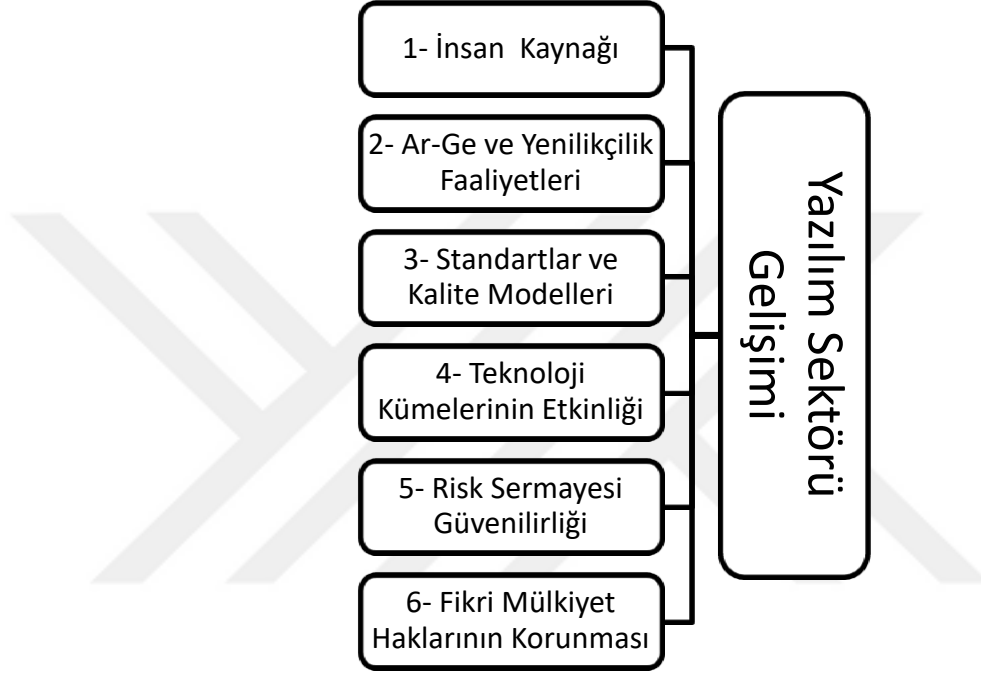 1- İnsan Kaynağı
2- Ar-Ge ve Yenilikçilik
Faaliyetleri
3- Standartlar ve
Kalite Modelleri
4- Teknoloji
Kümelerinin Etkinliği
5- Risk Sermayesi
Güvenilirliği
6- Fikri Mülkiyet
Haklarının Korunması
Yazılım Sektörü
Gelişimi